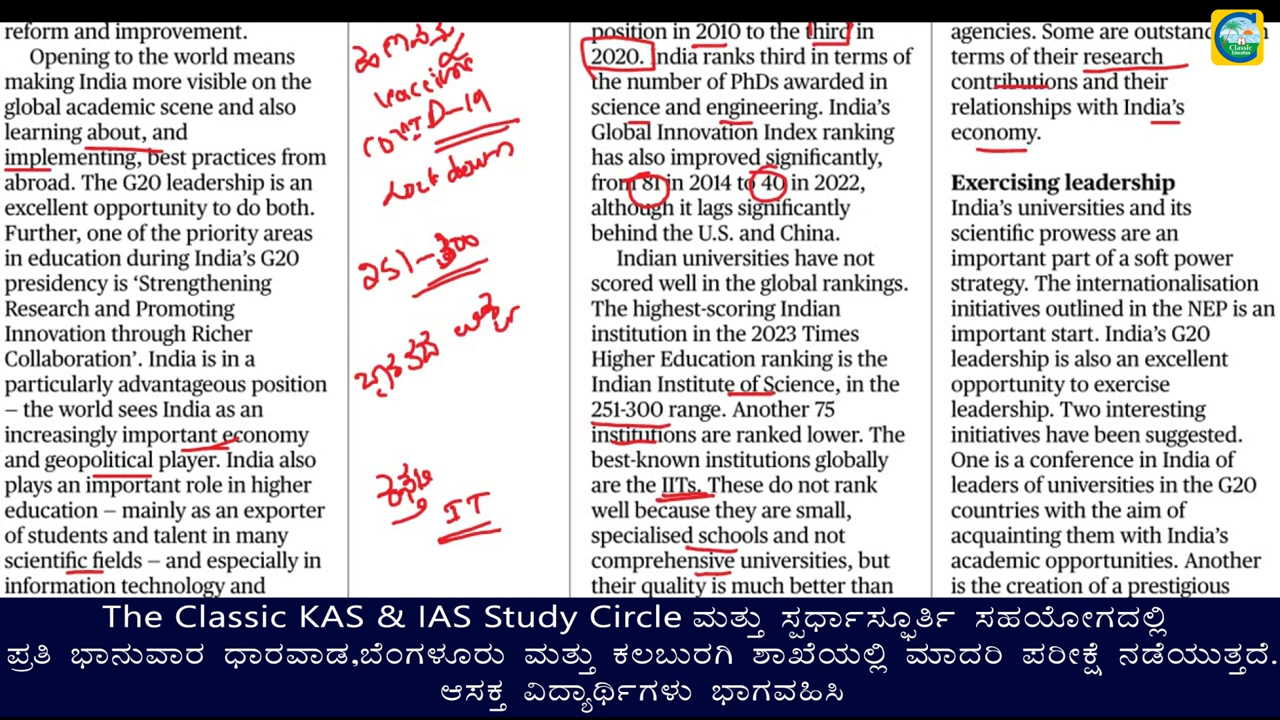 reform and improvement.
Opening to the world means
making India more visible on the
global academic scene and also
learning about, and
implementing, best practices from
abroad. The G20 leadership is an
excellent opportunity to do both.
Further, one of the priority areas
in education during India's G20
presidency is ‘Strengthening
Research and Promoting
Innovation through Richer
Collaboration’. India is in a
particularly advantageous position
– the world sees India as an
increasingly important economy
and geopolitical player. India also
plays an important role in higher
education – mainly as an exporter
of students and talent in many
scientific fields – and especially in
information technology and
vaccine
COVID-19
Lockdown
251-300
IT
position in 2010 to the third in
2020. India ranks third in terms of
the number of PhDs awarded in
science and engineering. India's
Global Innovation Index ranking
has also improved significantly,
from 81 in 2014 to 40 in 2022,
although it lags significantly
behind the U.S. and China.
Indian universities have not
scored well in the global rankings.
The highest-scoring Indian
institution in the 2023 Times
Higher Education ranking is the
Indian Institute of Science, in the
251-300 range. Another 75
institutions are ranked lower. The
best-known institutions globally
are the IITs. These do not rank
well because they are small,
specialised schools and not
comprehensive universities, but
their quality is much better than
agencies. Some are outstanding
terms of their research
contributions and their
relationships with India's
economy.
Exercising leadership
India's universities and its
scientific prowess are an
important part of a soft power
strategy. The internationalisation
initiatives outlined in the NEP is an
important start. India's G20
leadership is also an excellent
opportunity to exercise
leadership. Two interesting
initiatives have been suggested.
One is a conference in India of
leaders of universities in the G20
countries with the aim of
acquainting them with India's
academic opportunities. Another
is the creation of a prestigious
Classic
Education
The Classic KAS & IAS Study Circle ಮತ್ತು ಸ್ಪರ್ಧಾಸ್ಫೂರ್ತಿ ಸಹಯೋಗದಲ್ಲಿ
ಪ್ರತಿ ಭಾನುವಾರ ಧಾರವಾಡ,ಬೆಂಗಳೂರು ಮತ್ತು ಕಲಬುರಗಿ ಶಾಖೆಯಲ್ಲಿ ಮಾದರಿ ಪರೀಕ್ಷೆ ನಡೆಯುತ್ತದೆ.
ಆಸಕ್ತ ವಿದ್ಯಾರ್ಥಿಗಳು ಭಾಗವಹಿಸಿ